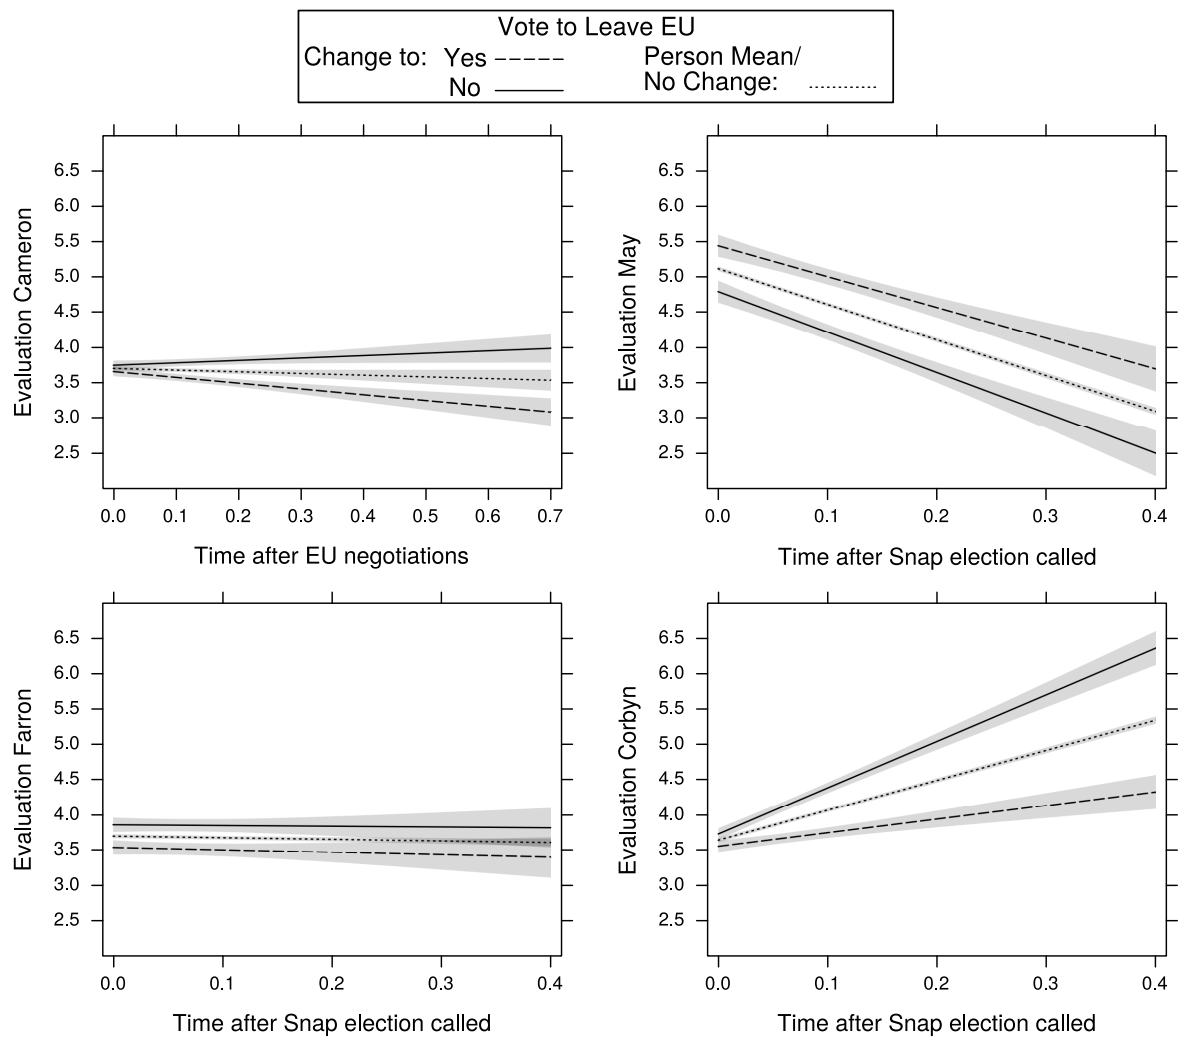 Vote to Leave EU
Change to: Yes
No
Person Mean/
No Change:
Evaluation Cameron
6.5
6.0
5.5
5.0
4.5
4.0
3.5
3.0
2.5
0.0 0.1 0.2 0.3 0.4 0.5 0.6 0.7
Time after EU negotiations
Evaluation May
6.5
6.0
5.5
5.0
4.5
4.0
3.5
3.0
2.5
0.0 0.1 0.2 0.3 0.4
Time after Snap election called
Evaluation Farron
6.5
6.0
5.5
5.0
4.5
4.0
3.5
3.0
2.5
0.0 0.1 0.2 0.3 0.4
Time after Snap election called
Evaluation Corbyn
6.5
6.0
5.5
5.0
4.5
4.0
3.5
3.0
2.5
0.0 0.1 0.2 0.3 0.4
Time after Snap election called